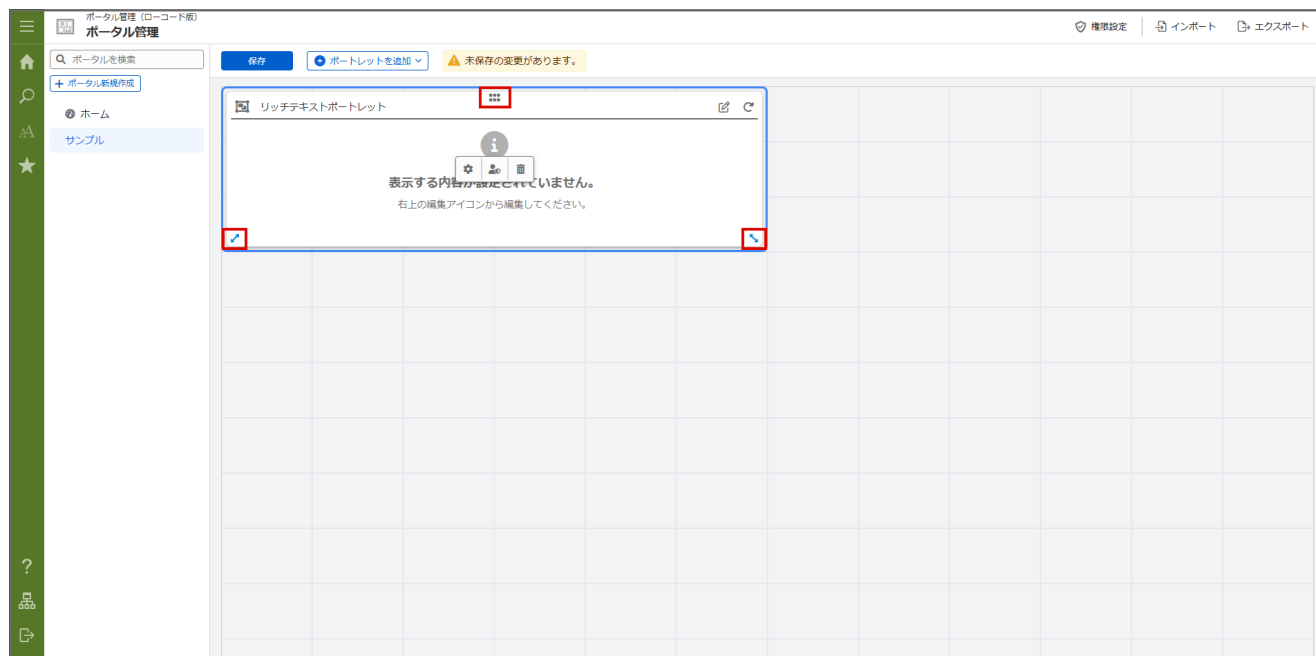 ポータル管理（ローコード版）
ポータル管理
権限設定
インポート
エクスポート
ポータルを検索
保存
ポートレットを追加
未保存の変更があります。
ポータル新規作成
ホーム
サンプル
リッチテキストポートレット
表示する内容が設定されていません。
右上の編集アイコンから編集してください。